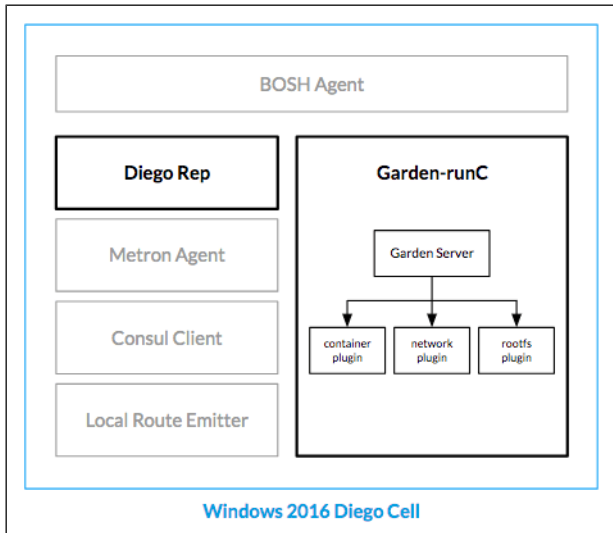 BOSH Agent
Diego Rep
Garden-runC
Metron Agent
Garden Server
Consul Client
container
plugin
network
plugin
rootfs
plugin
Local Route Emitter
Windows 2016 Diego Cell